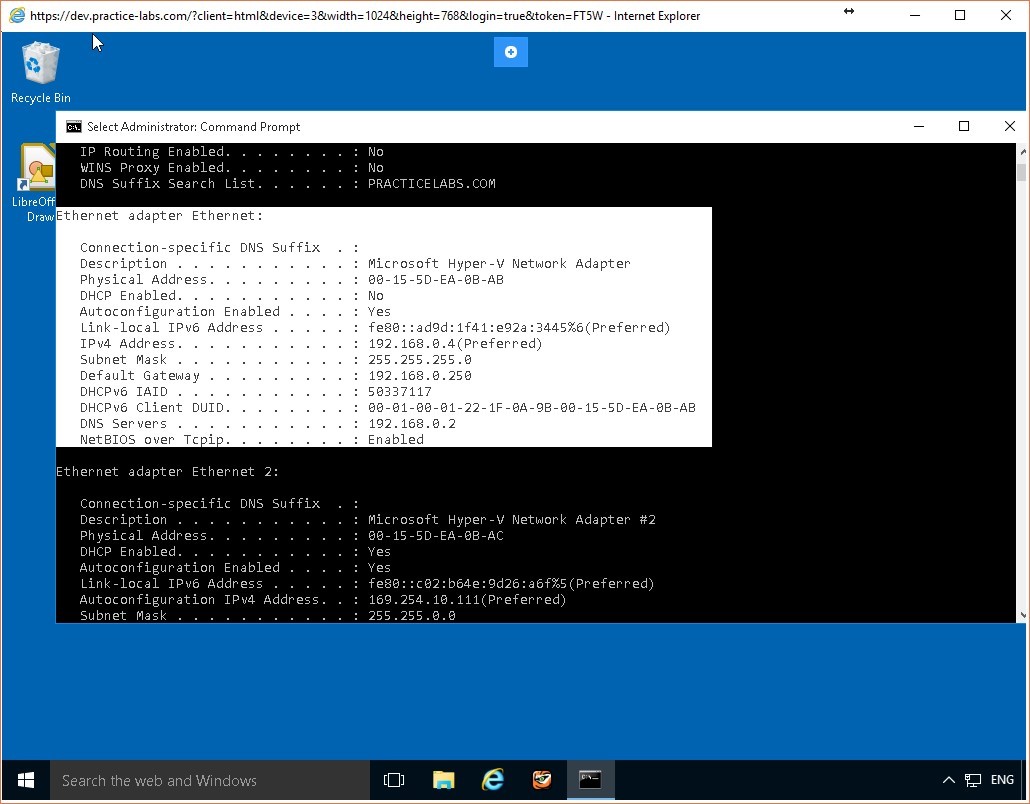 https://dev.practice-labs.com/?client=html&device=3&width=1024&height=768&login=true&token=FT5W - Internet Explorer
Recycle Bin
Select Administrator: Command Prompt
IP Routing Enabled. . . . . . . . : No
WINS Proxy Enabled. . . . . . . . : No
DNS Suffix Search List. . . . . . : PRACTICELABS.COM
LibreOff
Draw
Ethernet adapter Ethernet:
Connection-specific DNS Suffix  . :
Description . . . . . . . . . . . : Microsoft Hyper-V Network Adapter
Physical Address. . . . . . . . . : 00-15-5D-EA-0B-AB
DHCP Enabled. . . . . . . . . . . : No
Autoconfiguration Enabled . . . . : Yes
Link-local IPv6 Address . . . . . : fe80::ad9d:1f41:e92a:3445%6(Preferred)
IPv4 Address. . . . . . . . . . . : 192.168.0.4(Preferred)
Subnet Mask . . . . . . . . . . . : 255.255.255.0
Default Gateway . . . . . . . . . : 192.168.0.250
DHCPv6 IAID . . . . . . . . . . . : 50337117
DHCPv6 Client DUID. . . . . . . . : 00-01-00-01-22-1F-0A-9B-00-15-5D-EA-0B-AB
DNS Servers . . . . . . . . . . . : 192.168.0.2
NetBIOS over Tcpip. . . . . . . . : Enabled
Ethernet adapter Ethernet 2:
Connection-specific DNS Suffix  . :
Description . . . . . . . . . . . : Microsoft Hyper-V Network Adapter #2
Physical Address. . . . . . . . . : 00-15-5D-EA-0B-AC
DHCP Enabled. . . . . . . . . . . : Yes
Autoconfiguration Enabled . . . . : Yes
Link-local IPv6 Address . . . . . : fe80::c02:b64e:9d26:a6f%5(Preferred)
Autoconfiguration IPv4 Address. . : 169.254.10.111(Preferred)
Subnet Mask . . . . . . . . . . . : 255.255.0.0
Search the web and Windows
ENG